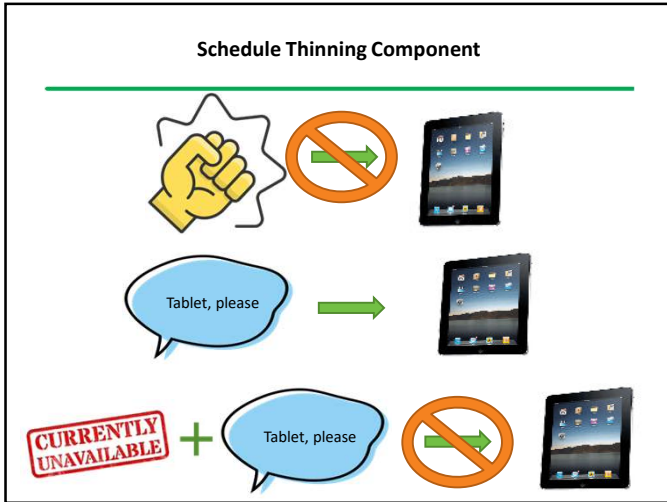 Schedule Thinning Component
Tablet, please
CURRENTLY
UNAVAILABLE
Tablet, please